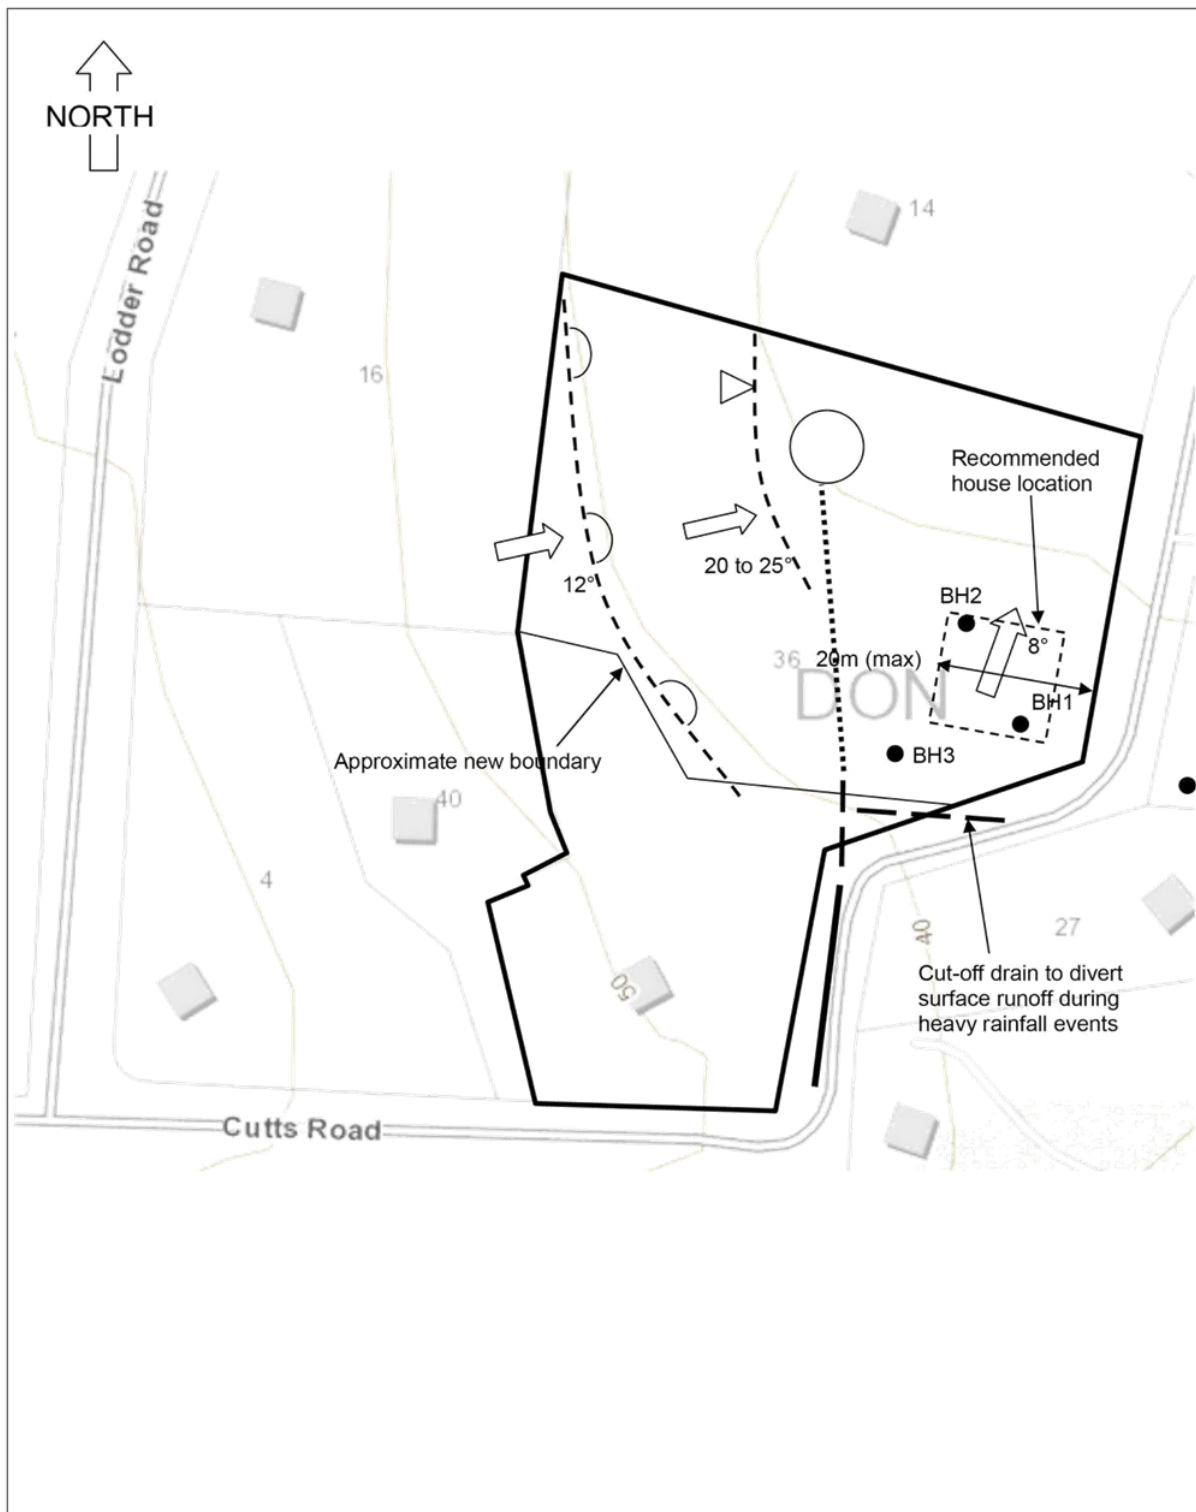 NORTH
Lodder Road
14
16
Recommended
house location
20 to 25°
12°
BH2
8°
36
20m (max)
DON
BH1
BH3
Approximate new boundary
40
4
27
40
50
Cut-off drain to divert
surface runoff during
heavy rainfall events
Cutts Road